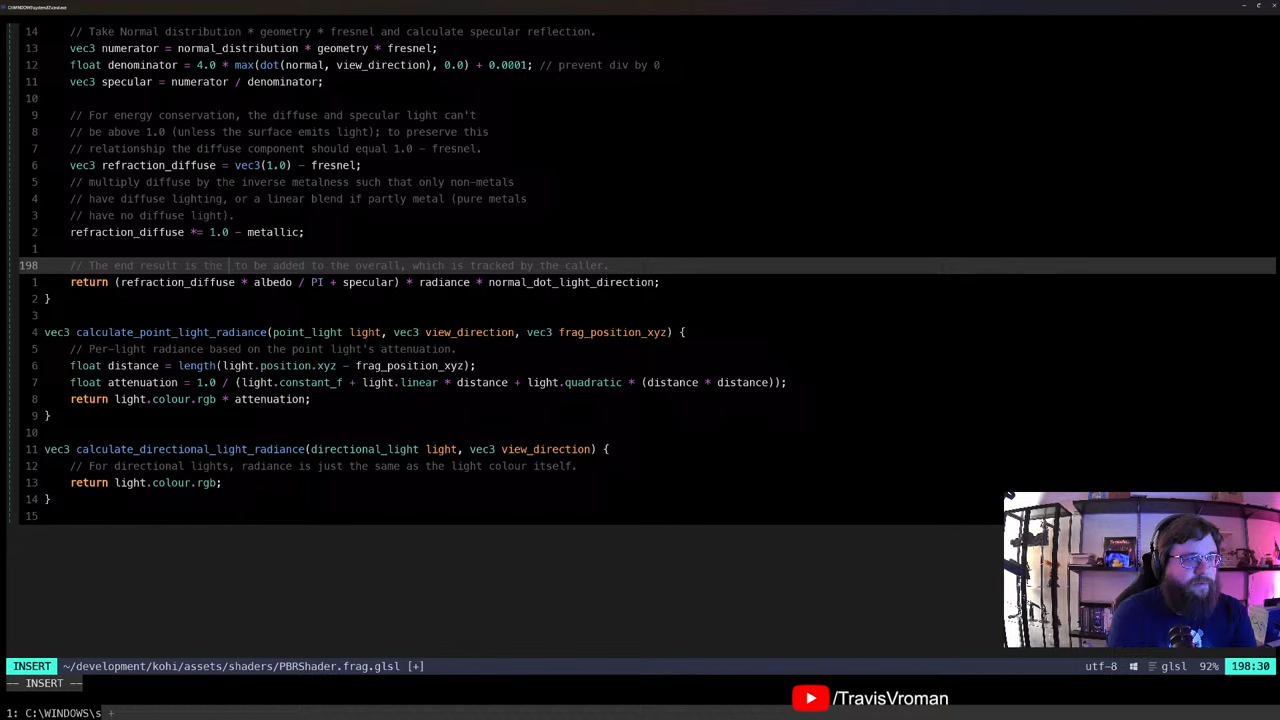 C:\WINDOWS\system32\cmd.exe
14 // Take Normal distribution * geometry * fresnel and calculate specular reflection.
13 vec3 numerator = normal_distribution * geometry * fresnel;
12 float denominator = 4.0 * max(dot(normal, view_direction), 0.0) + 0.0001; // prevent div by 0
11 vec3 specular = numerator / denominator;
10
9 // For energy conservation, the diffuse and specular light can't
8 // be above 1.0 (unless the surface emits light); to preserve this
7 // relationship the diffuse component should equal 1.0 - fresnel.
6 vec3 refraction_diffuse = vec3(1.0) - fresnel;
5 // multiply diffuse by the inverse metalness such that only non-metals
4 // have diffuse lighting, or a linear blend if partly metal (pure metals
3 // have no diffuse light).
2 refraction_diffuse *= 1.0 - metallic;
1
198 // The end result is the to be added to the overall, which is tracked by the caller.
1 return (refraction_diffuse * albedo / PI + specular) * radiance * normal_dot_light_direction;
2 }
3
4 vec3 calculate_point_light_radiance(point_light light, vec3 view_direction, vec3 frag_position_xyz) {
5 // Per-light radiance based on the point light's attenuation.
6 float distance = length(light.position.xyz - frag_position_xyz);
7 float attenuation = 1.0 / (light.constant_f + light.linear * distance + light.quadratic * (distance * distance));
8 return light.colour.rgb * attenuation;
9 }
10
11 vec3 calculate_directional_light_radiance(directional_light light, vec3 view_direction) {
12 // For directional lights, radiance is just the same as the light colour itself.
13 return light.colour.rgb;
14 }
15
INSERT ~/development/kohi/assets/shaders/PBRShader.frag.glsl [+] utf-8 glsl 92% 198:30
-- INSERT --
/TravisVroman
1: C:\WINDOWS\s +